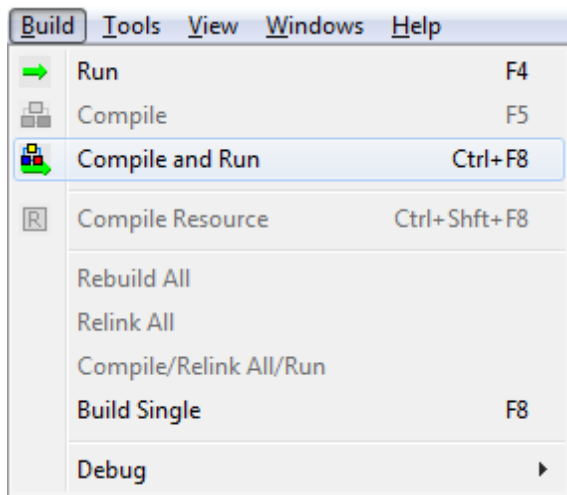 Build Tools View Windows Help
Run F4
Compile F5
Compile and Run Ctrl+F8
R Compile Resource Ctrl+Shft+F8
Rebuild All
Relink All
Compile/Relink All/Run
Build Single F8
Debug